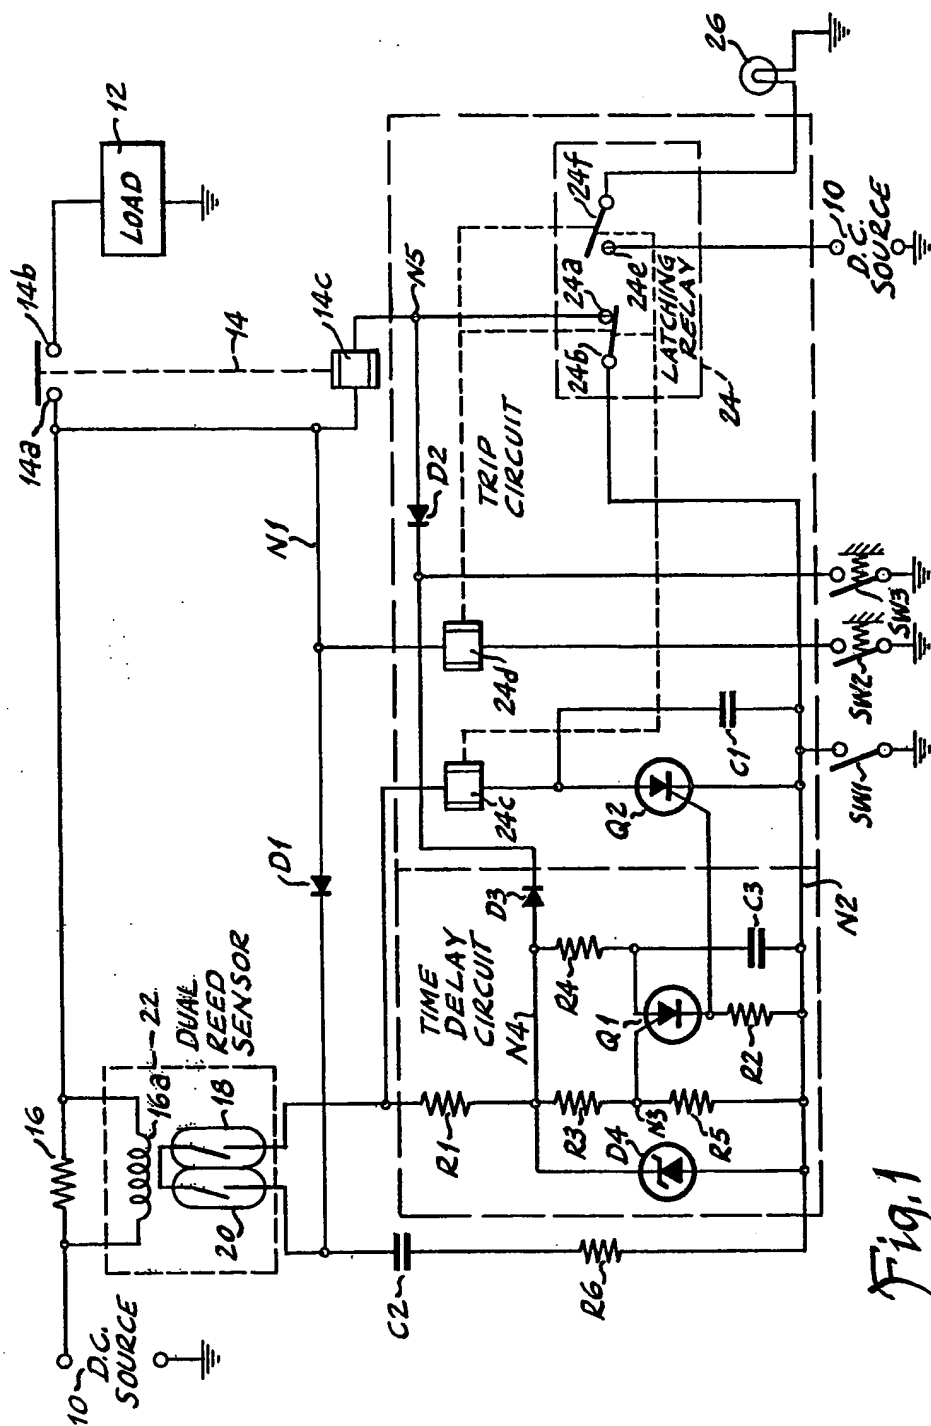 10
D.C.
SOURCE
16
22
16a
DUAL
REED
SENSOR
18
20
D1
N1
14a
14b
14
14c
12
LOAD
C2
R6
TIME
DELAY
CIRCUIT
R1
N4
D3
R3
R4
N3
D4
R5
Q1
R2
C3
N2
24c
24d
Q2
C1
D2
N5
TRIP
CIRCUIT
24b
24a
24e
24f
LATCHING
RELAY
24
26
SW1
SW2
SW3
10
D.C.
SOURCE
Fig.1